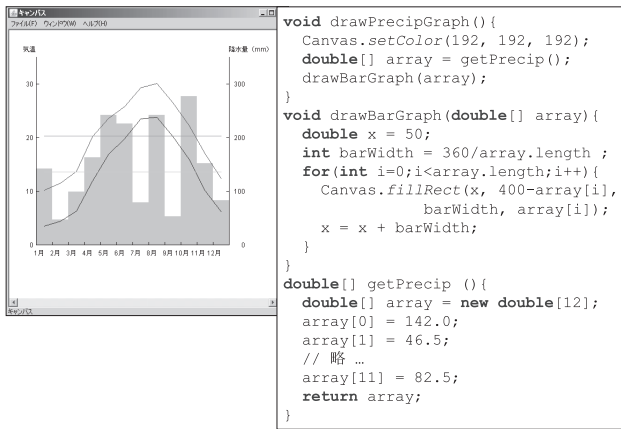 キャンバス
ファイル(F) ウィンドウ(W) ヘルプ(H)
気温 降水量 (mm)
30 300
20 200
10 100
0 0
1月 2月 3月 4月 5月 6月 7月 8月 9月 10月 11月 12月
キャンバス
void drawPrecipGraph(){
Canvas.setColor(192, 192, 192);
double[] array = getPrecip();
drawBarGraph(array);
}
void drawBarGraph(double[] array){
double x = 50;
int barWidth = 360/array.length ;
for(int i=0;i<array.length;i++){
Canvas.fillRect(x, 400-array[i],
barWidth, array[i]);
x = x + barWidth;
}
}
double[] getPrecip (){
double[] array = new double[12];
array[0] = 142.0;
array[1] = 46.5;
// 略 …
array[11] = 82.5;
return array;
}